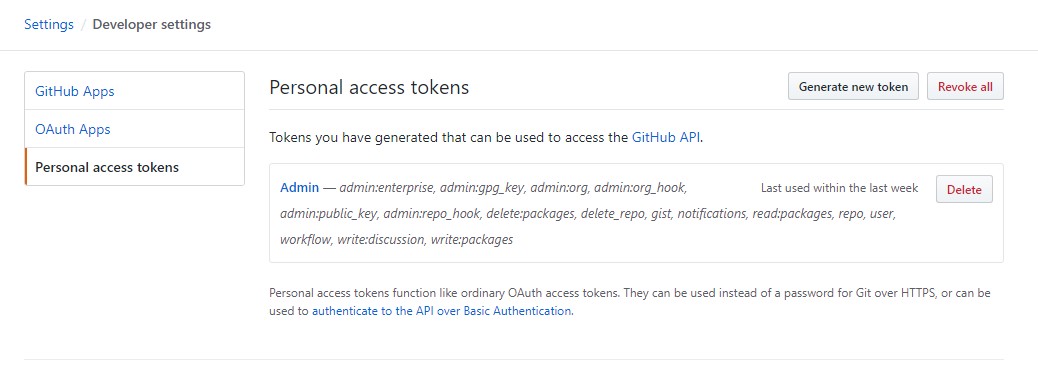 Settings / Developer settings
GitHub Apps
OAuth Apps
Personal access tokens
Personal access tokens
Generate new token
Revoke all
Tokens you have generated that can be used to access the GitHub API.
Admin — admin:enterprise, admin:gpg_key, admin:org, admin:org_hook,
Last used within the last week
Delete
admin:public_key, admin:repo_hook, delete:packages, delete_repo, gist, notifications, read:packages, repo, user,
workflow, write:discussion, write:packages
Personal access tokens function like ordinary OAuth access tokens. They can be used instead of a password for Git over HTTPS, or can be
used to authenticate to the API over Basic Authentication.